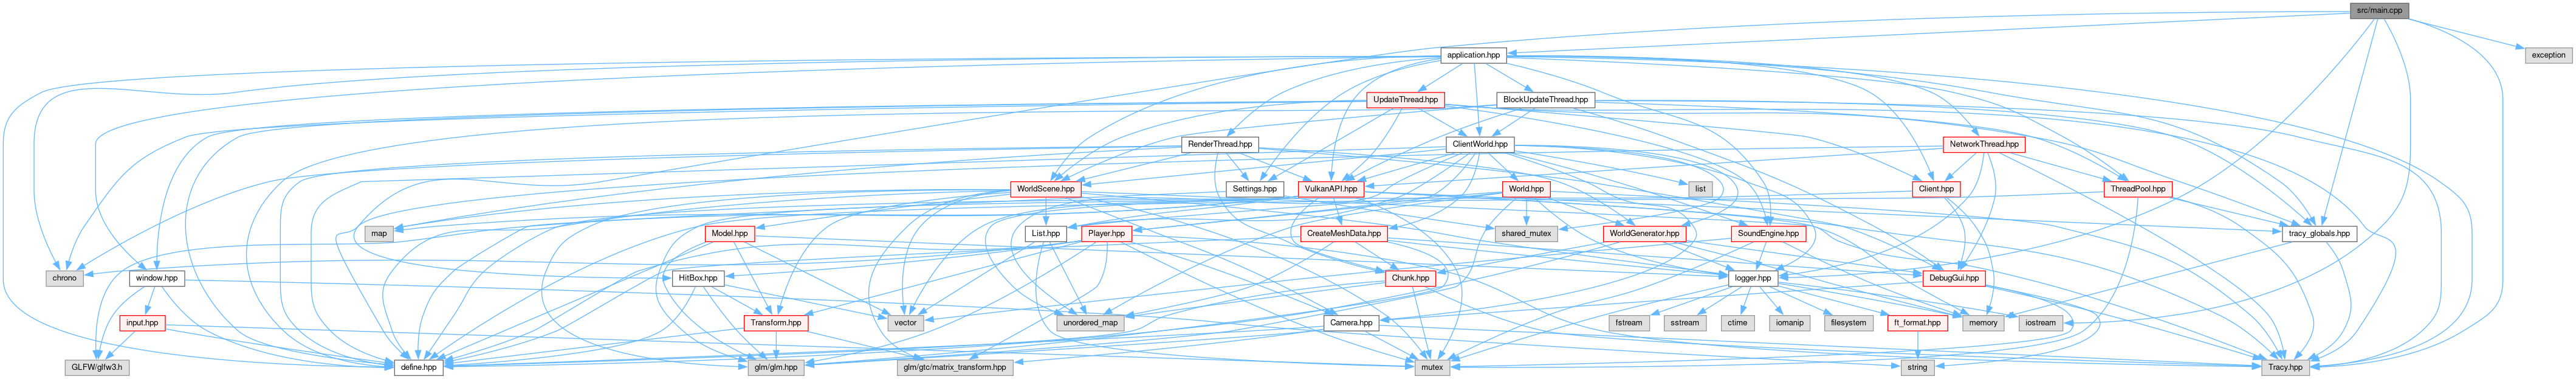 src/main.cpp
application.hpp
exception
UpdateThread.hpp
BlockUpdateThread.hpp
RenderThread.hpp
ClientWorld.hpp
NetworkThread.hpp
WorldScene.hpp
Settings.hpp
VulkanAPI.hpp
World.hpp
list
Client.hpp
ThreadPool.hpp
map
Model.hpp
List.hpp
Player.hpp
CreateMeshData.hpp
shared_mutex
WorldGenerator.hpp
SoundEngine.hpp
tracy_globals.hpp
chrono
window.hpp
HitBox.hpp
Chunk.hpp
logger.hpp
DebugGui.hpp
input.hpp
Transform.hpp
vector
unordered_map
Camera.hpp
fstream
sstream
ctime
iomanip
filesystem
ft_format.hpp
memory
iostream
GLFW/glfw3.h
define.hpp
glm/glm.hpp
glm/gtc/matrix_transform.hpp
mutex
string
Tracy.hpp